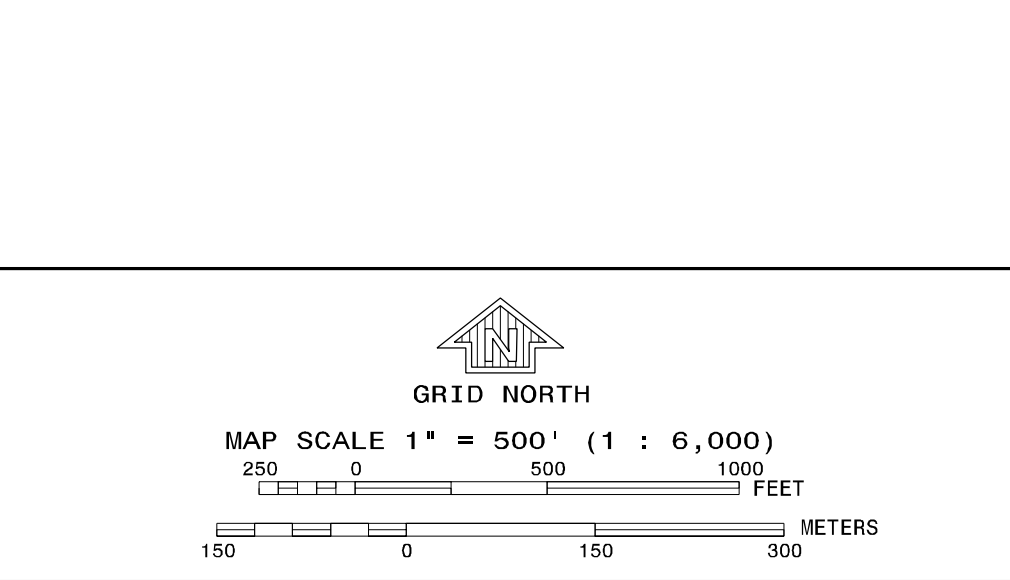 N
GRID NORTH
MAP SCALE 1" = 500' (1 : 6,000)
250 0 500 1000
FEET
METERS
150 0 150 300